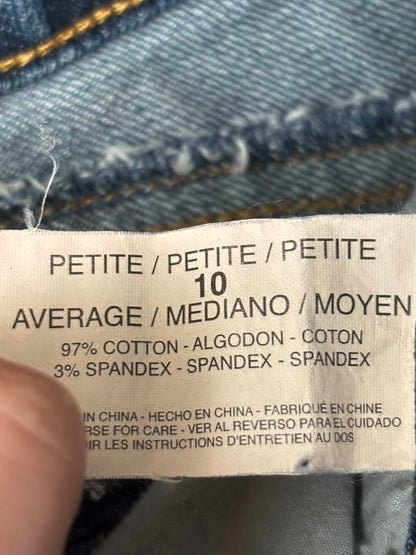 PETITE / PETITE / PETITE
10
AVERAGE / MEDIANO / MOYEN
97% COTTON - ALGODON - COTON
3% SPANDEX - SPANDEX - SPANDEX
IN CHINA - HECHO EN CHINA - FABRIQUÉ EN CHINE
FOR CARE - VER AL REVERSO PARA EL CUIDADO
LES INSTRUCTIONS D'ENTRETIEN AU DOS